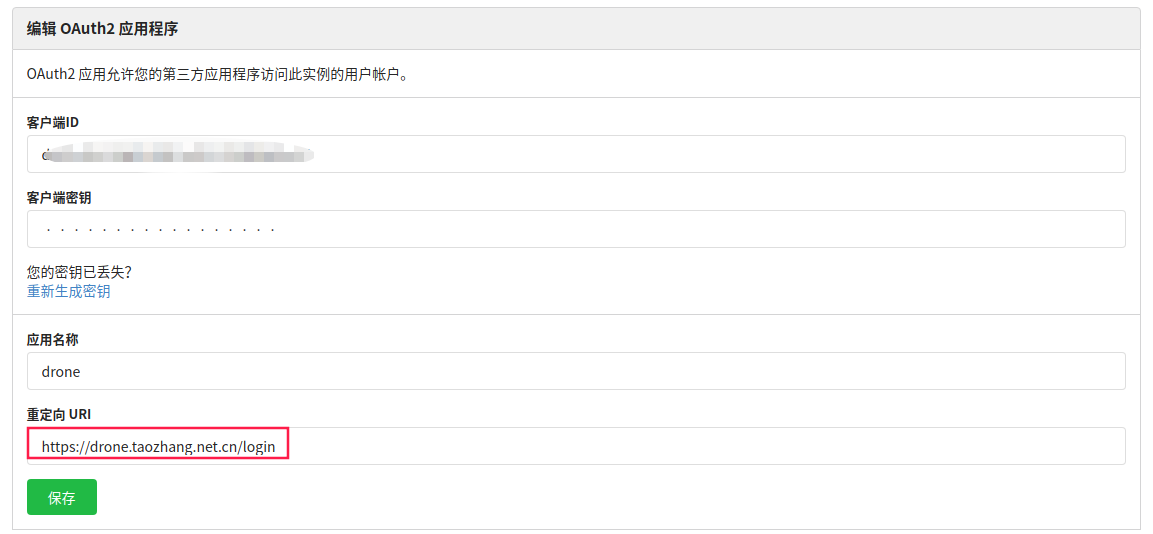 编辑 OAuth2 应用程序
OAuth2 应用允许您的第三方应用程序访问此实例的用户帐户。
客户端ID
客户端密钥
您的密钥已丢失？
重新生成密钥
应用名称
drone
重定向 URI
https://drone.taozhang.net.cn/login
保存